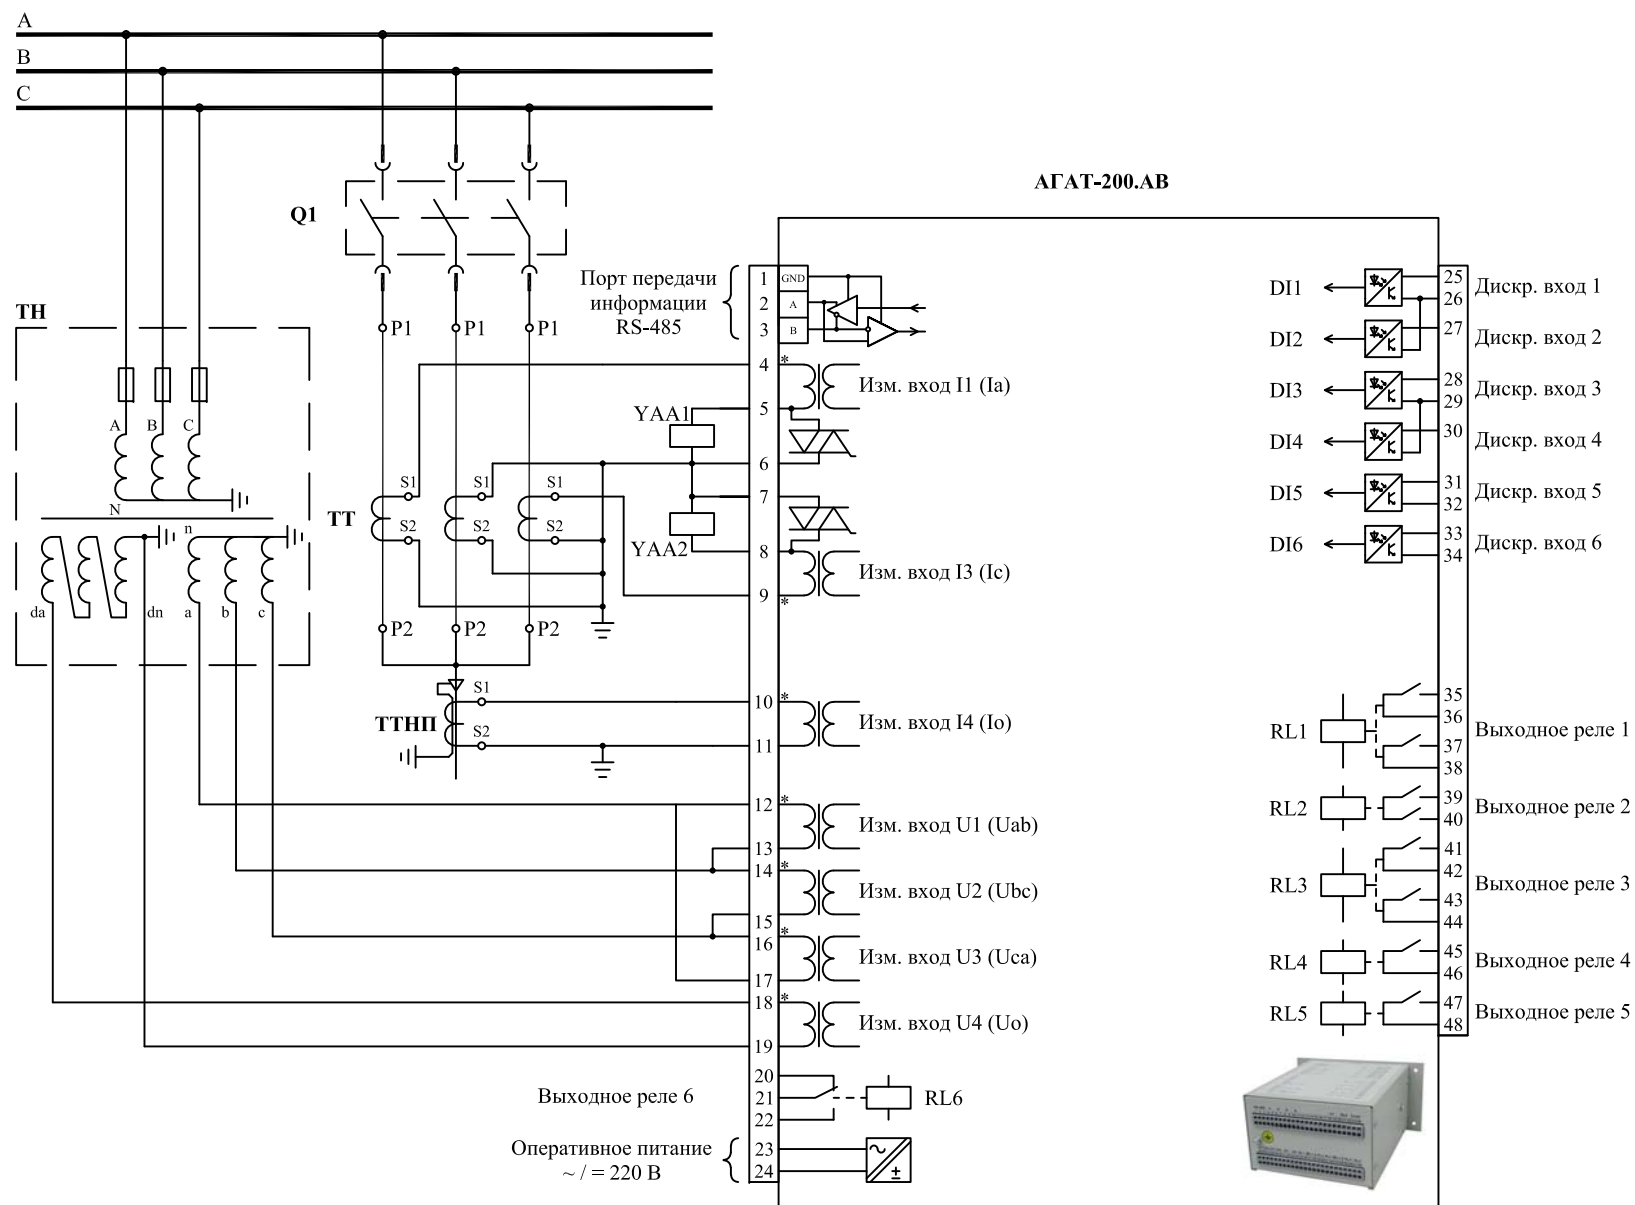 A
B
C
Q1
АГАТ-200.АВ
ТН
Порт передачи
информации
RS-485
1 GND
2 A
3 B
P1 P1 P1
4 *
Изм. вход I1 (Ia)
YAA1
5
6
7
YAA2
8
Изм. вход I3 (Ic)
9 *
A B C
N
n
da dn a b c
ТТ
S1 S1 S1
S2 S2 S2
P2 P2 P2
ТТНП
S1
S2
10 *
Изм. вход I4 (Io)
11
12 *
Изм. вход U1 (Uab)
13
14 *
Изм. вход U2 (Ubc)
15
16 *
Изм. вход U3 (Uca)
17
18 *
Изм. вход U4 (Uo)
19
20
Выходное реле 6
21
RL6
22
Оперативное питание
~ / = 220 В
23
24
DI1
25
26
Дискр. вход 1
DI2
27
Дискр. вход 2
DI3
28
29
Дискр. вход 3
DI4
30
Дискр. вход 4
DI5
31
32
Дискр. вход 5
DI6
33
34
Дискр. вход 6
RL1
35
36
37
38
Выходное реле 1
RL2
39
40
Выходное реле 2
RL3
41
42
43
44
Выходное реле 3
RL4
45
46
Выходное реле 4
RL5
47
48
Выходное реле 5